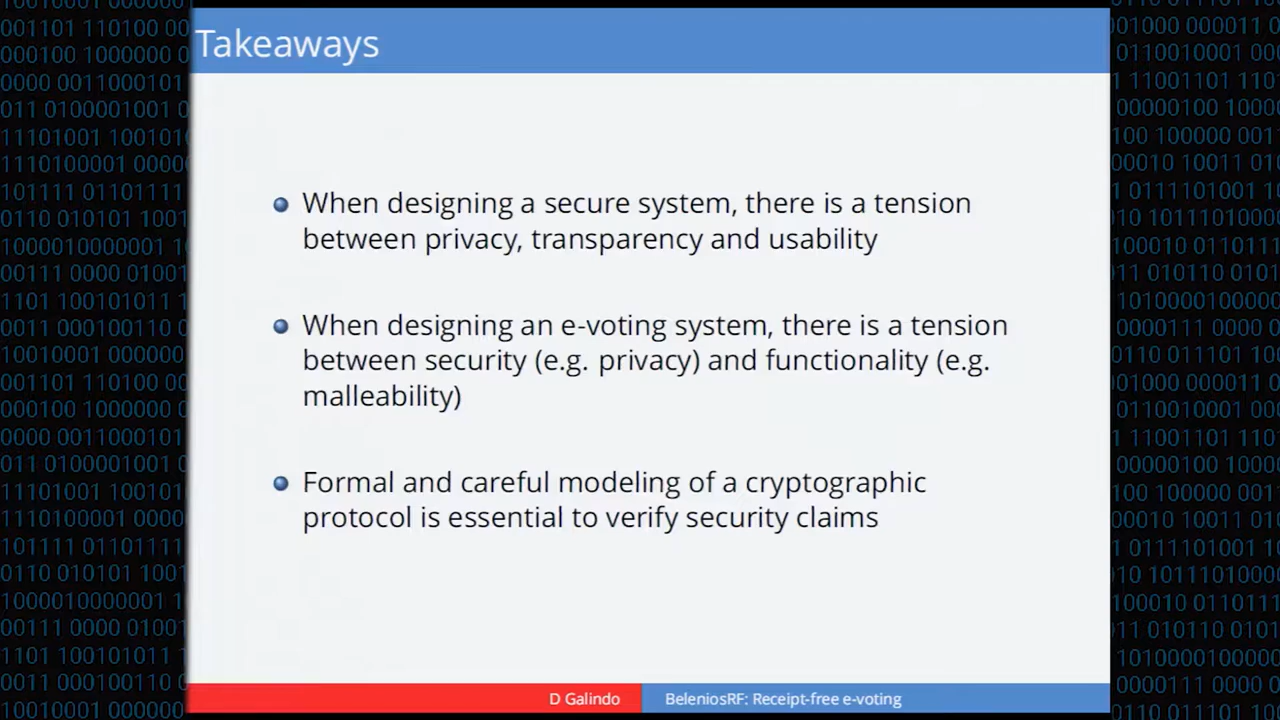 Takeaways
When designing a secure system, there is a tension
between privacy, transparency and usability
When designing an e-voting system, there is a tension
between security (e.g. privacy) and functionality (e.g.
malleability)
Formal and careful modeling of a cryptographic
protocol is essential to verify security claims
D Galindo
BeleniosRF: Receipt-free e-voting